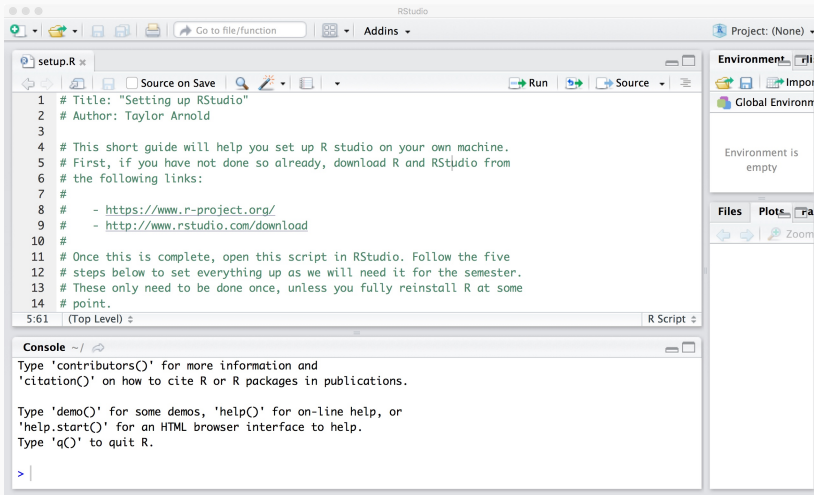 RStudio
Go to file/function
Addins
Project: (None)
setup.R
Source on Save
Run
Source
1 # Title: "Setting up RStudio"
2 # Author: Taylor Arnold
3
4 # This short guide will help you set up R studio on your own machine.
5 # First, if you have not done so already, download R and RStudio from
6 # the following links:
7 #
8 # - https://www.r-project.org/
9 # - http://www.rstudio.com/download
10 #
11 # Once this is complete, open this script in RStudio. Follow the five
12 # steps below to set everything up as we will need it for the semester.
13 # These only need to be done once, unless you fully reinstall R at some
14 # point.
5:61 (Top Level) R Script
Console ~/
Type 'contributors()' for more information and
'citation()' on how to cite R or R packages in publications.
Type 'demo()' for some demos, 'help()' for on-line help, or
'help.start()' for an HTML browser interface to help.
Type 'q()' to quit R.
>
Environment
Impor
Global Environm
Environment is
empty
Files Plots
Zoom